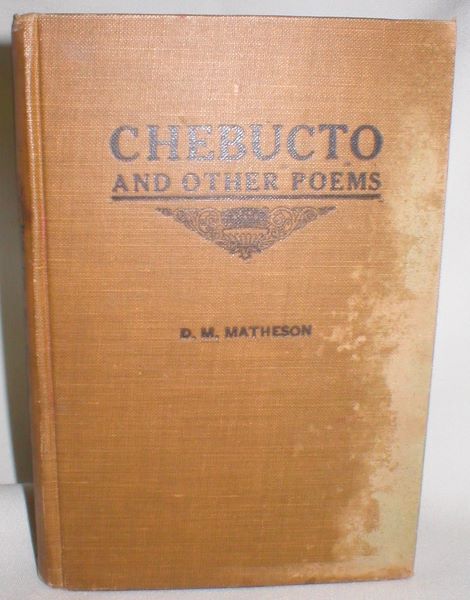 CHEBUCTO
AND OTHER POEMS
D. M. MATHESON